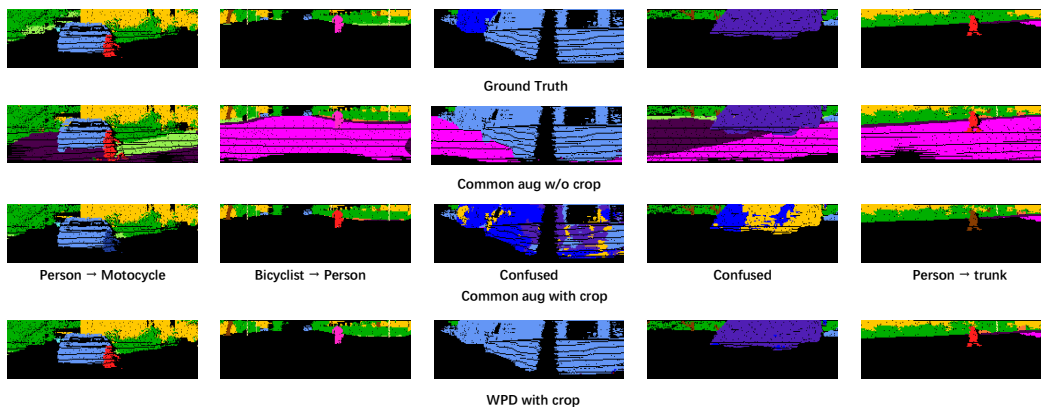 Ground Truth
Common aug w/o crop
Person → Motocycle
Bicyclist → Person
Confused
Confused
Person → trunk
Common aug with crop
WPD with crop